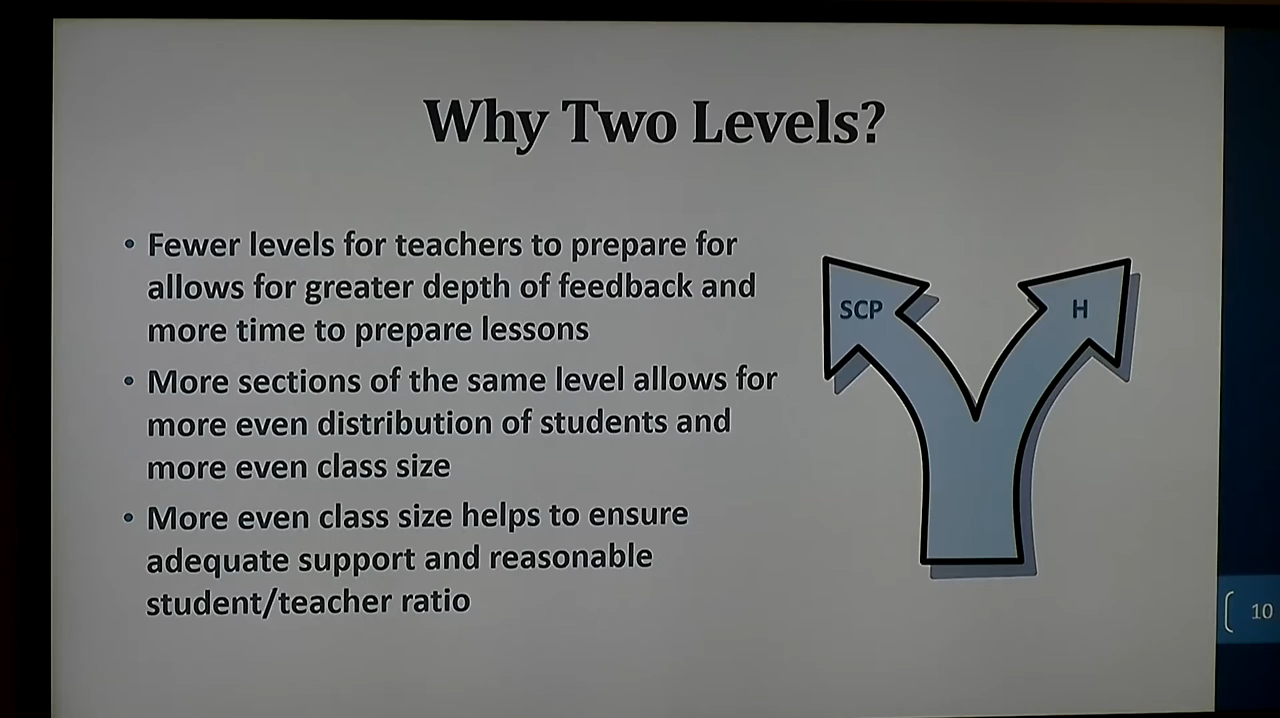 Why Two Levels?
• Fewer levels for teachers to prepare for
allows for greater depth of feedback and
more time to prepare lessons
• More sections of the same level allows for
more even distribution of students and
more even class size
• More even class size helps to ensure
adequate support and reasonable
student/teacher ratio
SCP
H
10